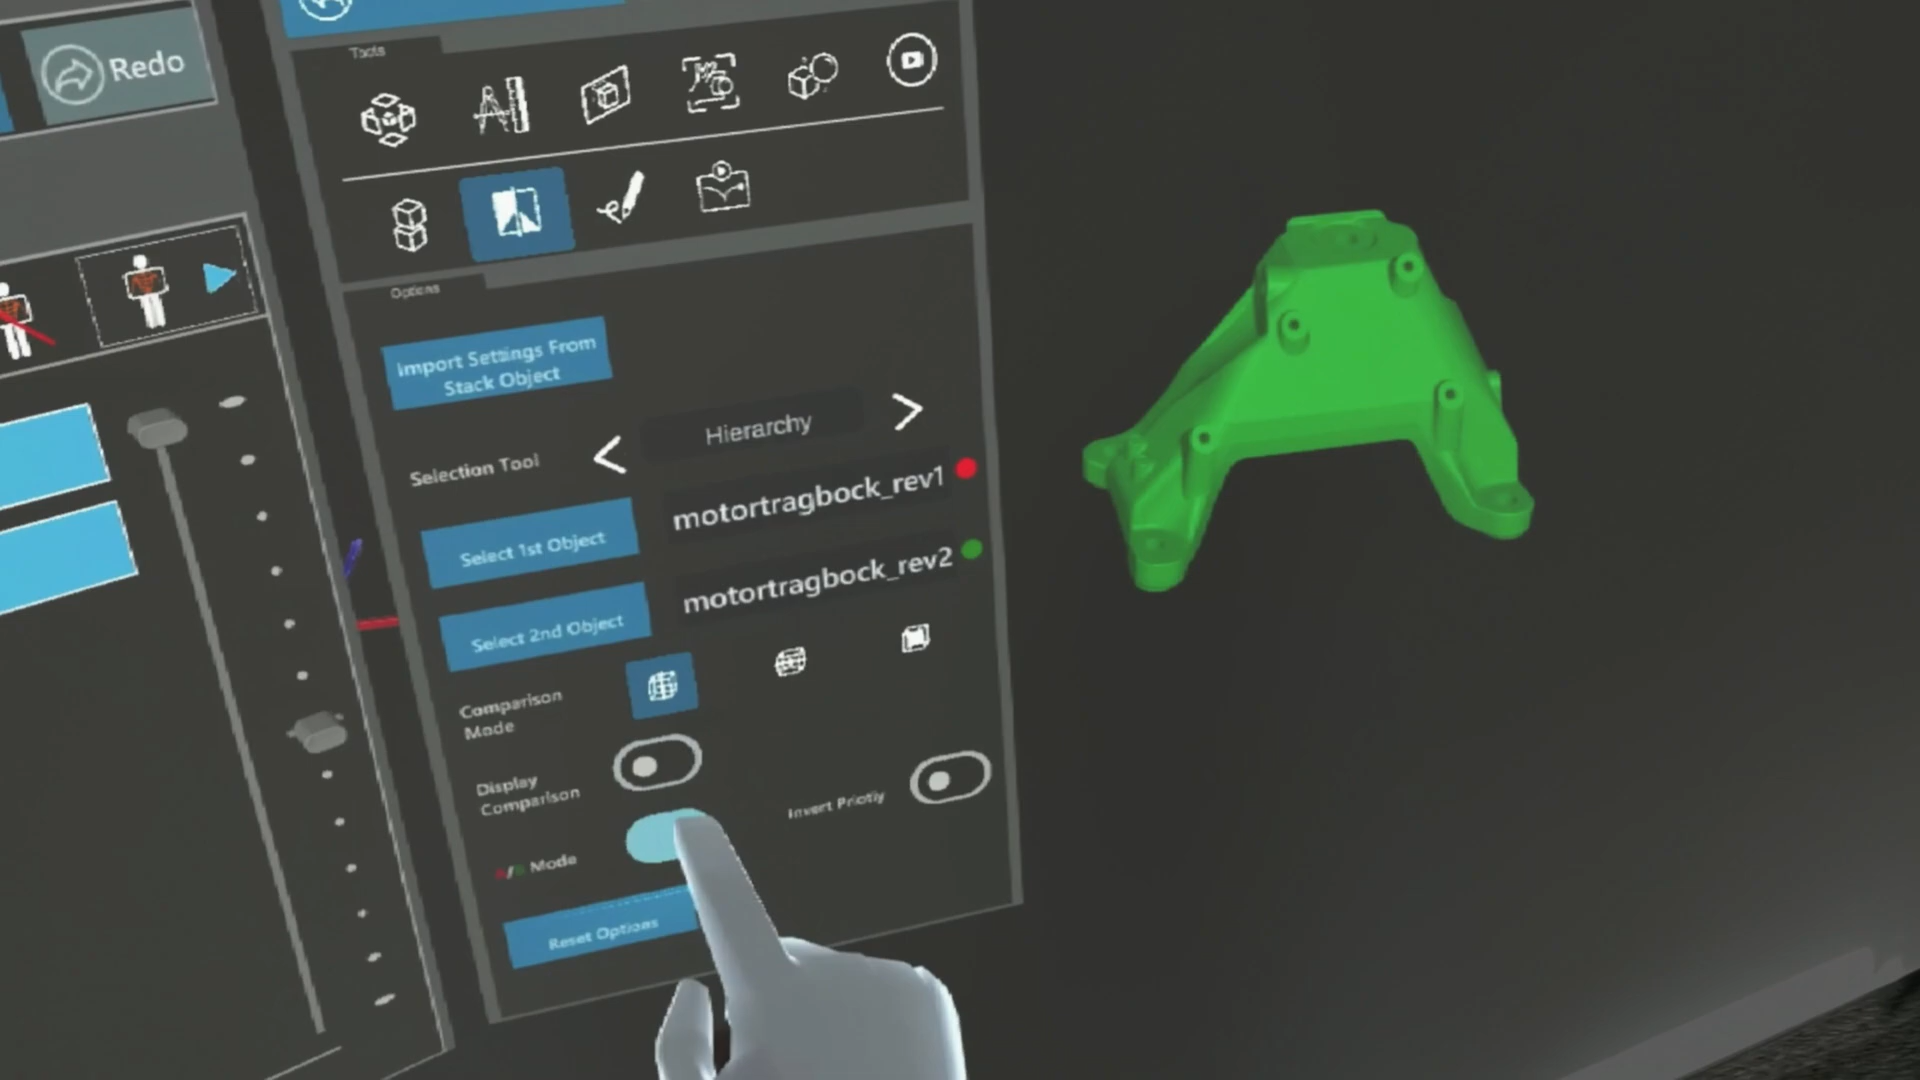 Redo
Tools
Options
Import Settings From
Stack Object
Selection Tool
Hierarchy
Select 1st Object
motortragbock_rev1
Select 2nd Object
motortragbock_rev2
Comparison
Mode
Display
Comparison
Invert Priotiy
/ Mode
Reset Options